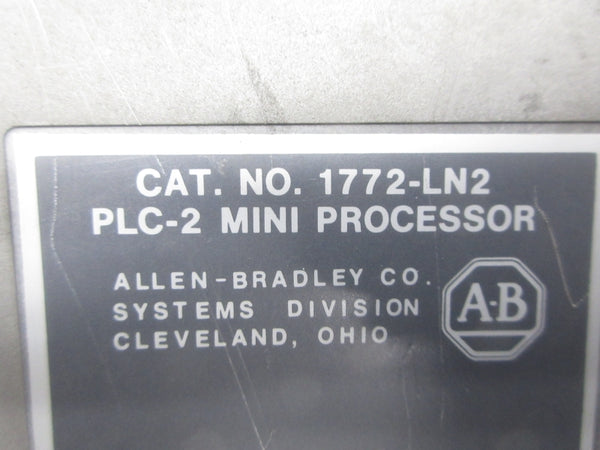 CAT. NO. 1772-LN2
PLC-2 MINI PROCESSOR
ALLEN-BRADLEY CO.
SYSTEMS DIVISION
CLEVELAND, OHIO
A-B